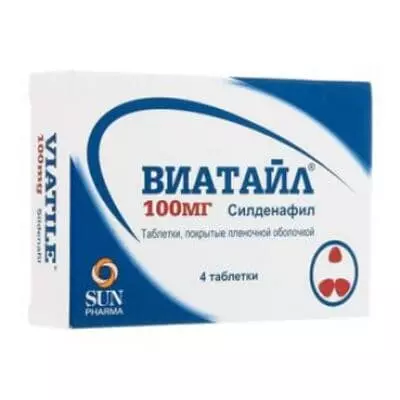 ВИАТАЙЛ®
100мг Силденафил
Таблетки, покрытые пленочной оболочкой
4 таблетки
SUN
PHARMA
VIATILE®
100mg
Sildenafil